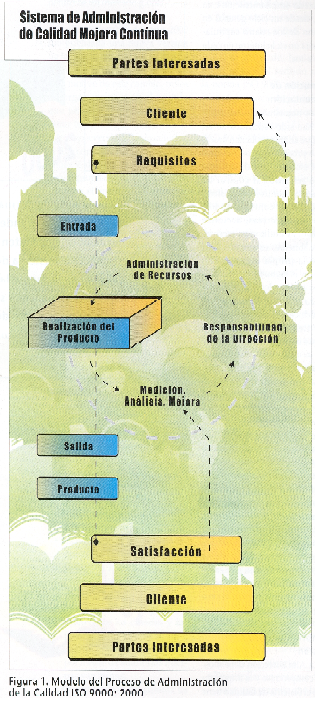 Sistema de Administración
de Calidad Mejora Contínua
Partes Interesadas
Cliente
Requisitos
Entrada
Administración
de Recursos
Realización del
Producto
Responsabilidad
de la Dirección
Medición,
Análisis, Mejora
Salida
Producto
Satisfacción
Cliente
Partes Interesadas
Figura 1. Modelo del Proceso de Administración
de la Calidad ISO 9000: 2000